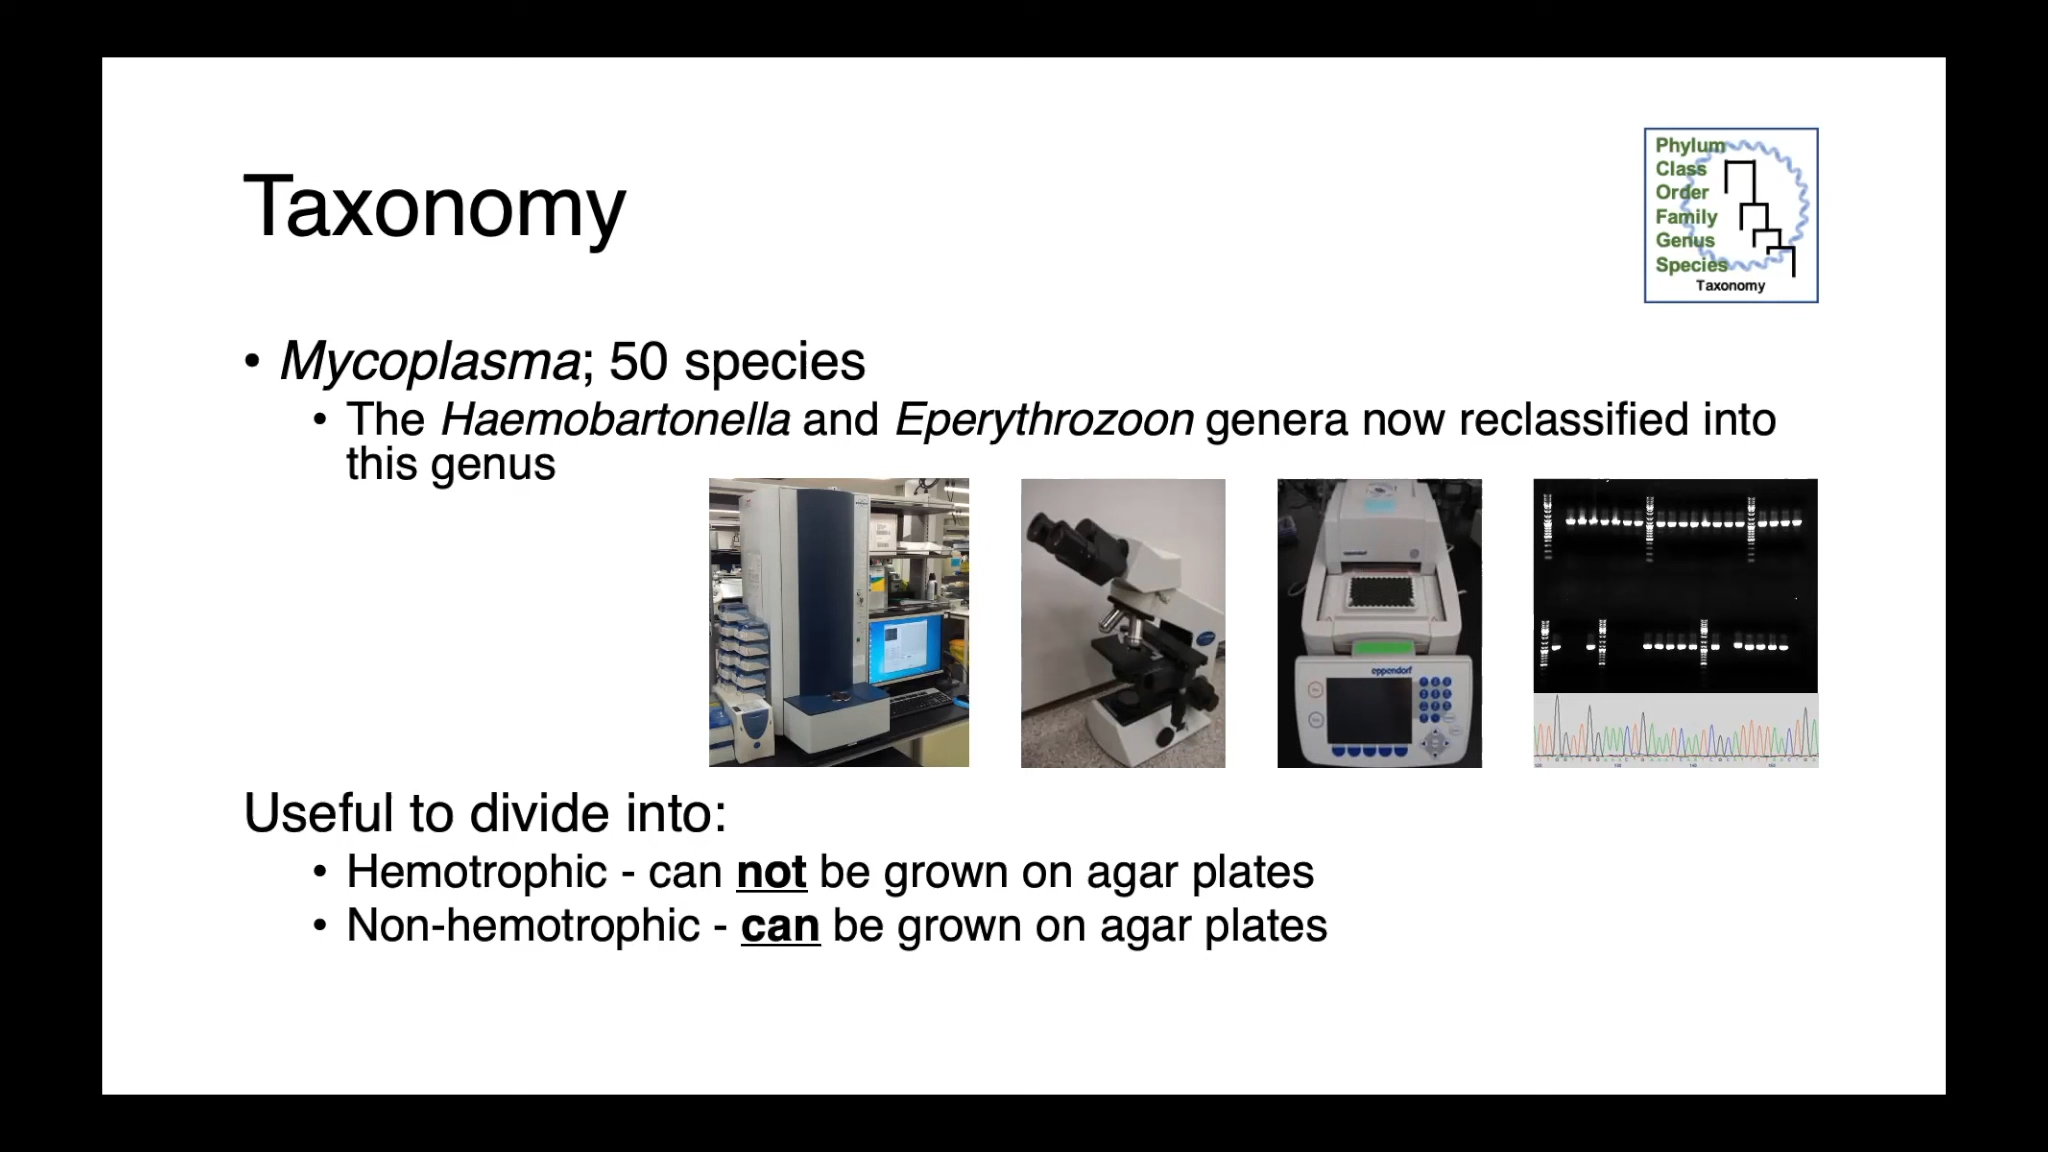 Taxonomy
Phylum
Class
Order
Family
Genus
Species
Taxonomy
• Mycoplasma; 50 species
• The Haemobartonella and Eperythrozoon genera now reclassified into
this genus
eppendorf
Useful to divide into:
• Hemotrophic - can not be grown on agar plates
• Non-hemotrophic - can be grown on agar plates